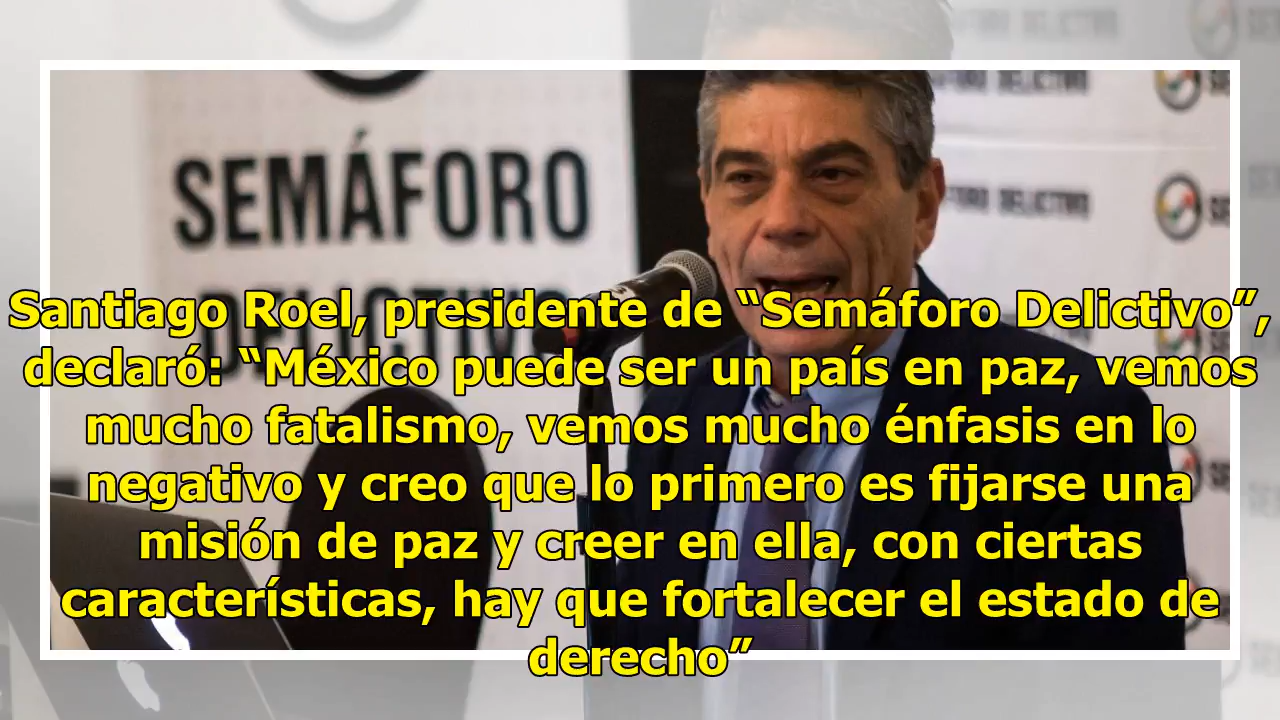 SEMÁFORO
DELICTIVO
Santiago Roel, presidente de “Semáforo Delictivo”,
declaró: “México puede ser un país en paz, vemos
mucho fatalismo, vemos mucho énfasis en lo
negativo y creo que lo primero es fijarse una
misión de paz y creer en ella, con ciertas
características, hay que fortalecer el estado de
derecho”